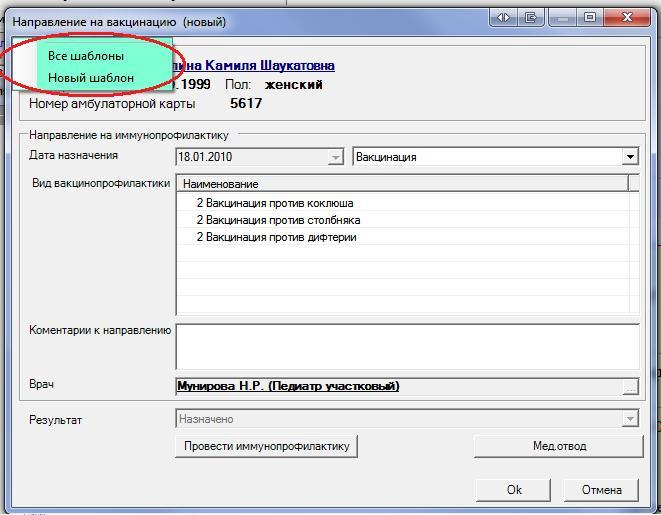 Направление на вакцинацию (новый)
Все шаблоны
Новый шаблон
лина Камиля Шаукатовна
.1999 Пол: женский
Номер амбулаторной карты 5617
Направление на иммунопрофилактику
Дата назначения 18.01.2010 Вакцинация
Вид вакцинопрофилактики Наименование
2 Вакцинация против коклюша
2 Вакцинация против столбняка
2 Вакцинация против дифтерии
Коментарии к направлению
Врач Мунирова Н.Р. (Педиатр участковый) ...
Результат Назначено
Провести иммунопрофилактику Мед.отвод
Ok Отмена